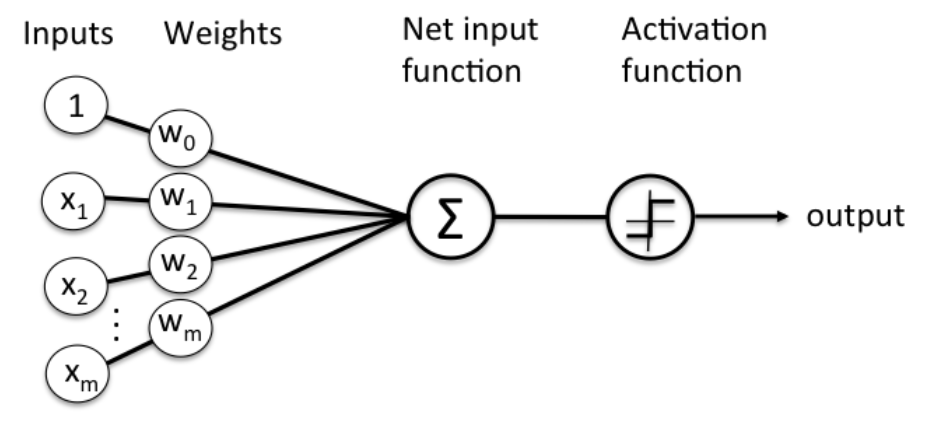 Inputs
Weights
Net input
function
Activation
function
1
w₀
x₁
w₁
Σ
output
x₂
w₂
⋮
xₘ
wₘ